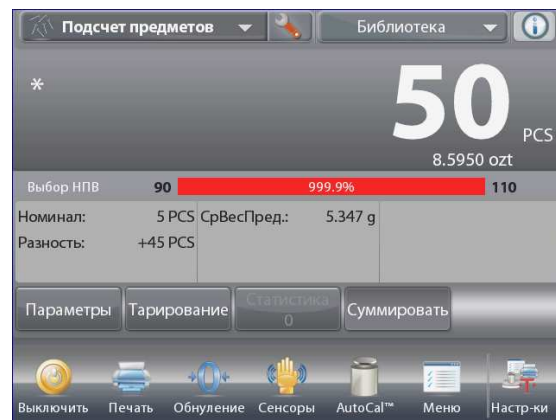 Подсчет предметов Библиотека
*
50 PCS
8.5950 ozt
Выбор НПВ 90 999.9% 110
Номинал: 5 PCS СрВесПред.: 5.347 g
Разность: +45 PCS
Параметры Тарирование Статистика 0 Суммировать
Выключить Печать Обнуление Сенсоры AutoCal™ Меню Настр-ки